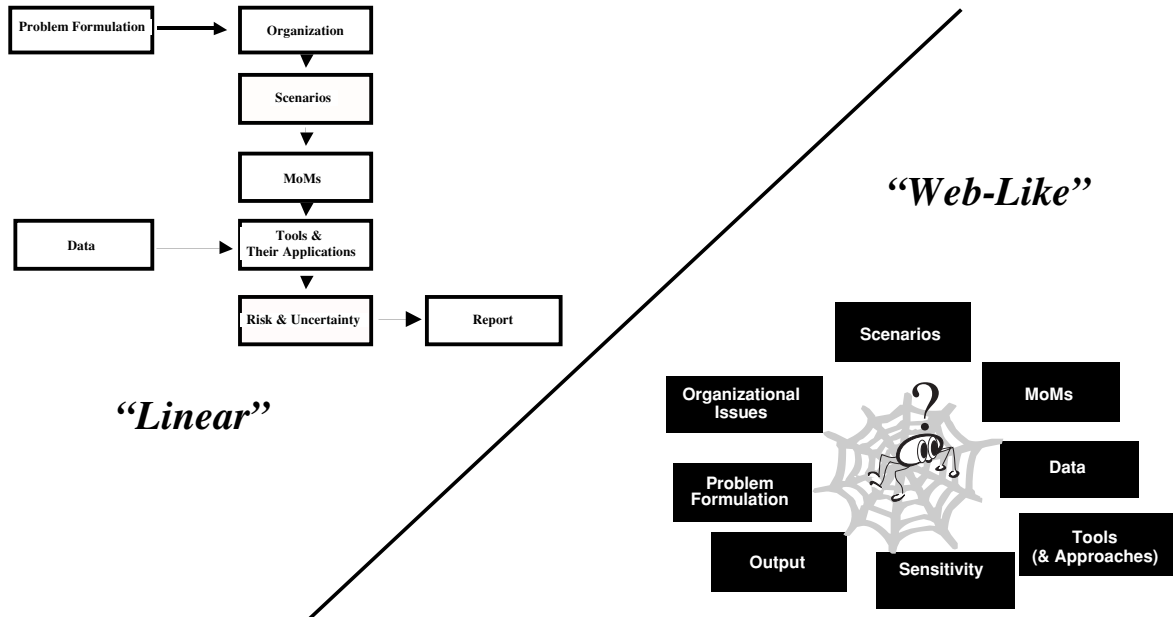 Problem Formulation
Organization
Scenarios
MoMs
Data
Tools &
Their Applications
Risk & Uncertainty
Report
“Linear”
“Web-Like”
Scenarios
Organizational
Issues
?
MoMs
Data
Problem
Formulation
Tools
(& Approaches)
Output
Sensitivity